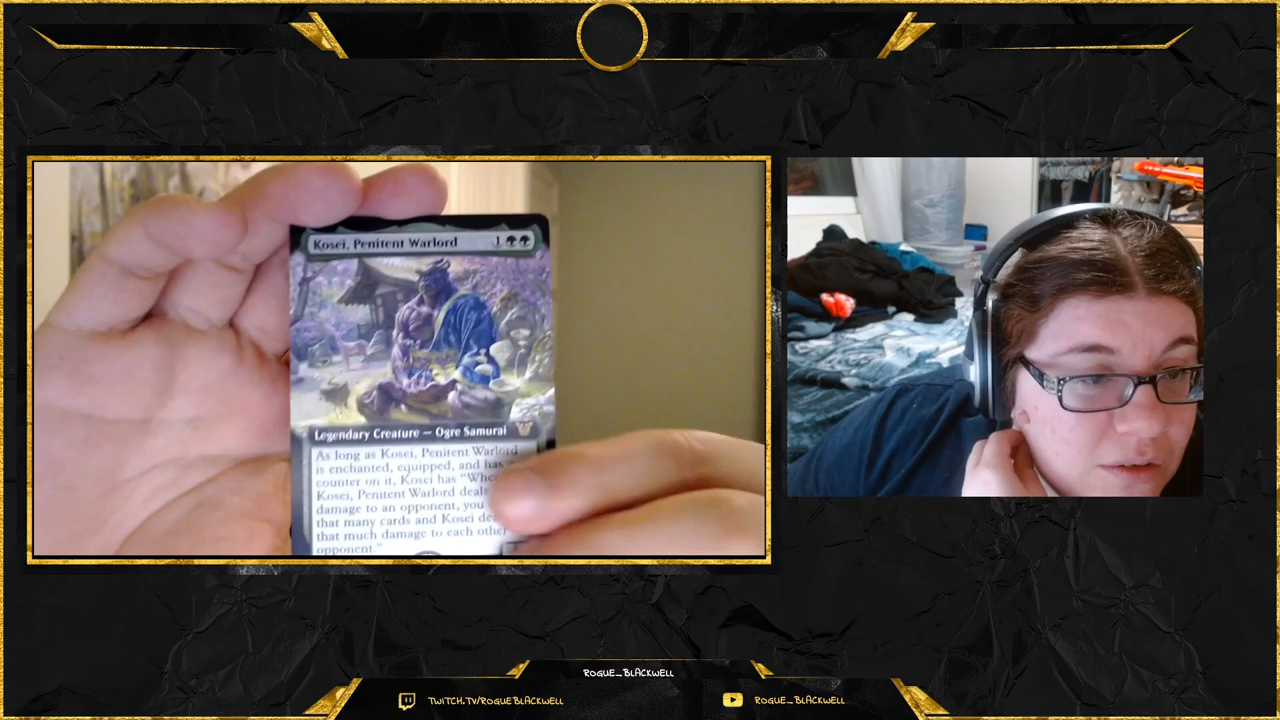 Kosei, Penitent Warlord 1
Legendary Creature — Ogre Samurai
As long as Kosei, Penitent Warlord
is enchanted, equipped, and has
counter on it, Kosei has
Kosei, Penitent Warlord deals
damage to an opponent, you
that many cards and Kosei
that much damage to each other
opponent."
ROGUE_BLACKWELL
TWITCH.TV/ROGUEBLACKWELL
ROGUE_BLACKWELL